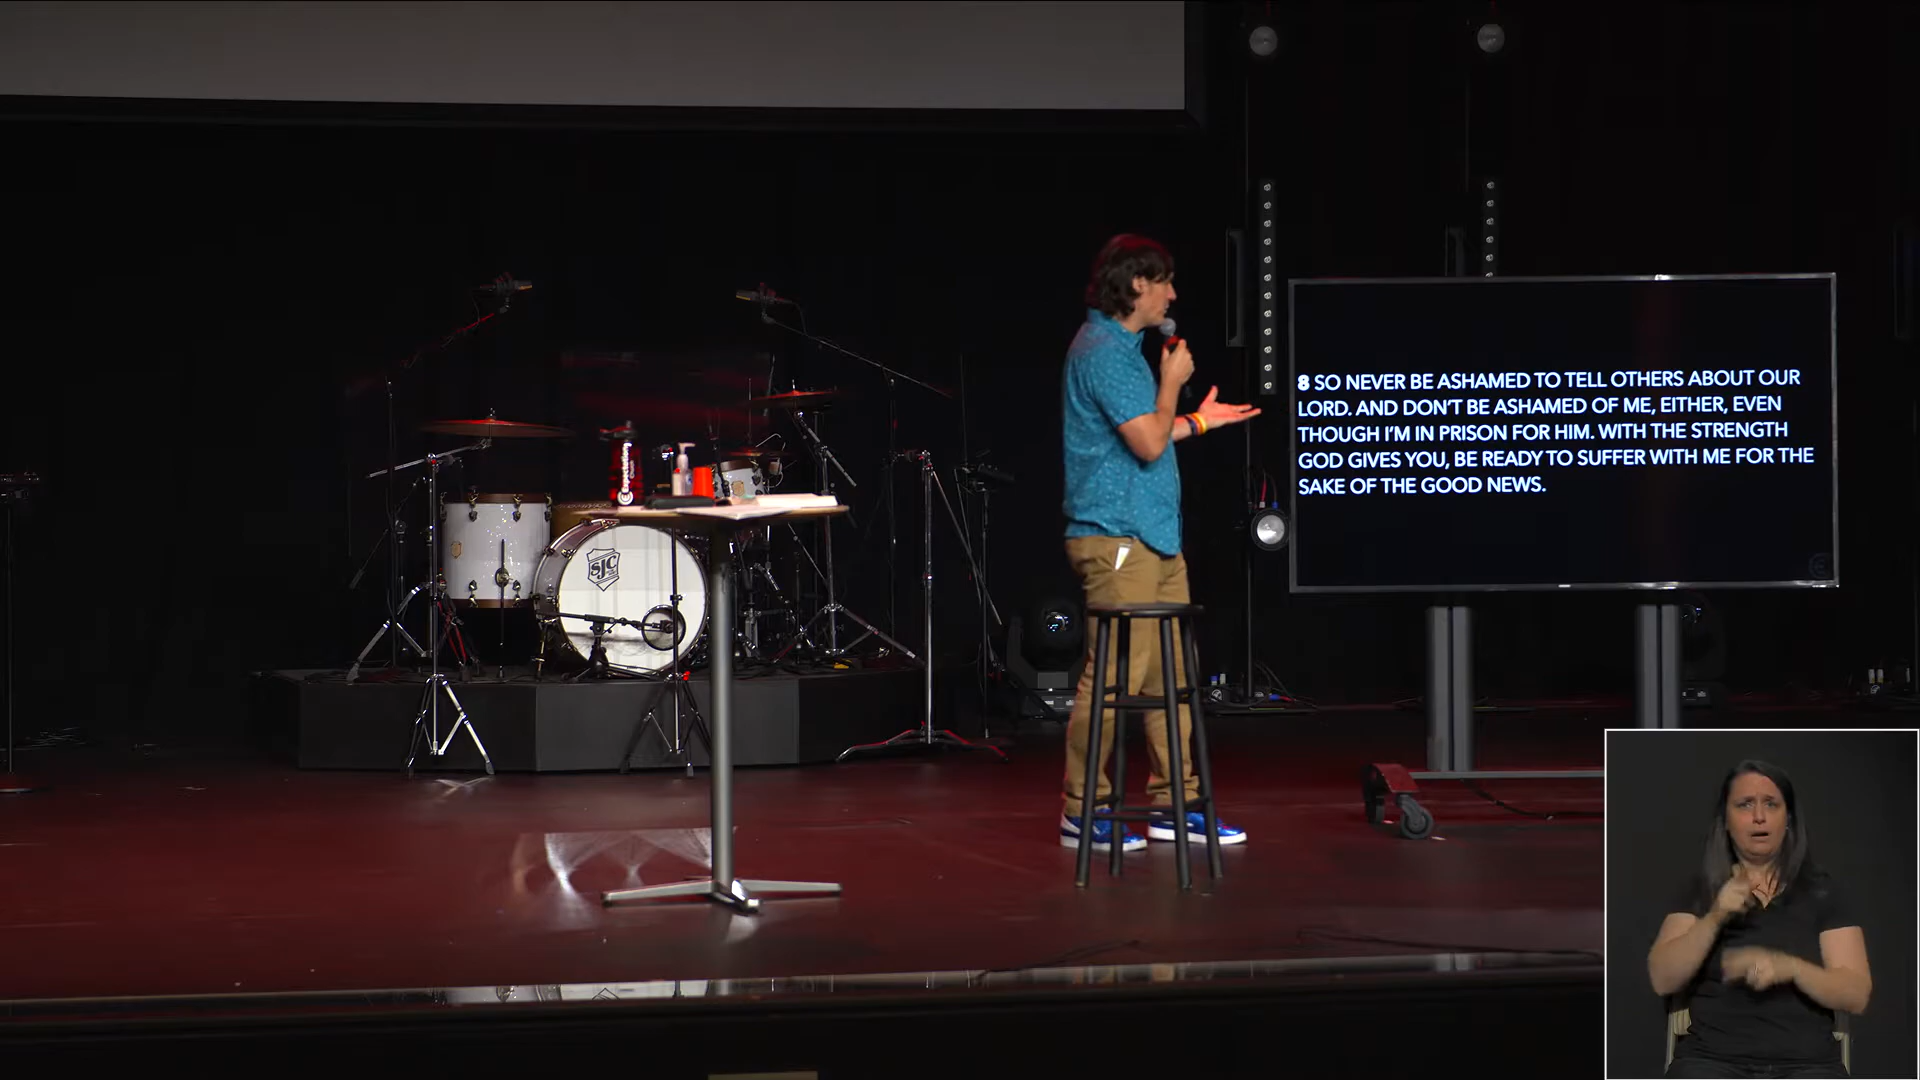 8 SO NEVER BE ASHAMED TO TELL OTHERS ABOUT OUR
LORD. AND DON'T BE ASHAMED OF ME, EITHER, EVEN
THOUGH I'M IN PRISON FOR HIM. WITH THE STRENGTH
GOD GIVES YOU, BE READY TO SUFFER WITH ME FOR THE
SAKE OF THE GOOD NEWS.
Expectation
SJC